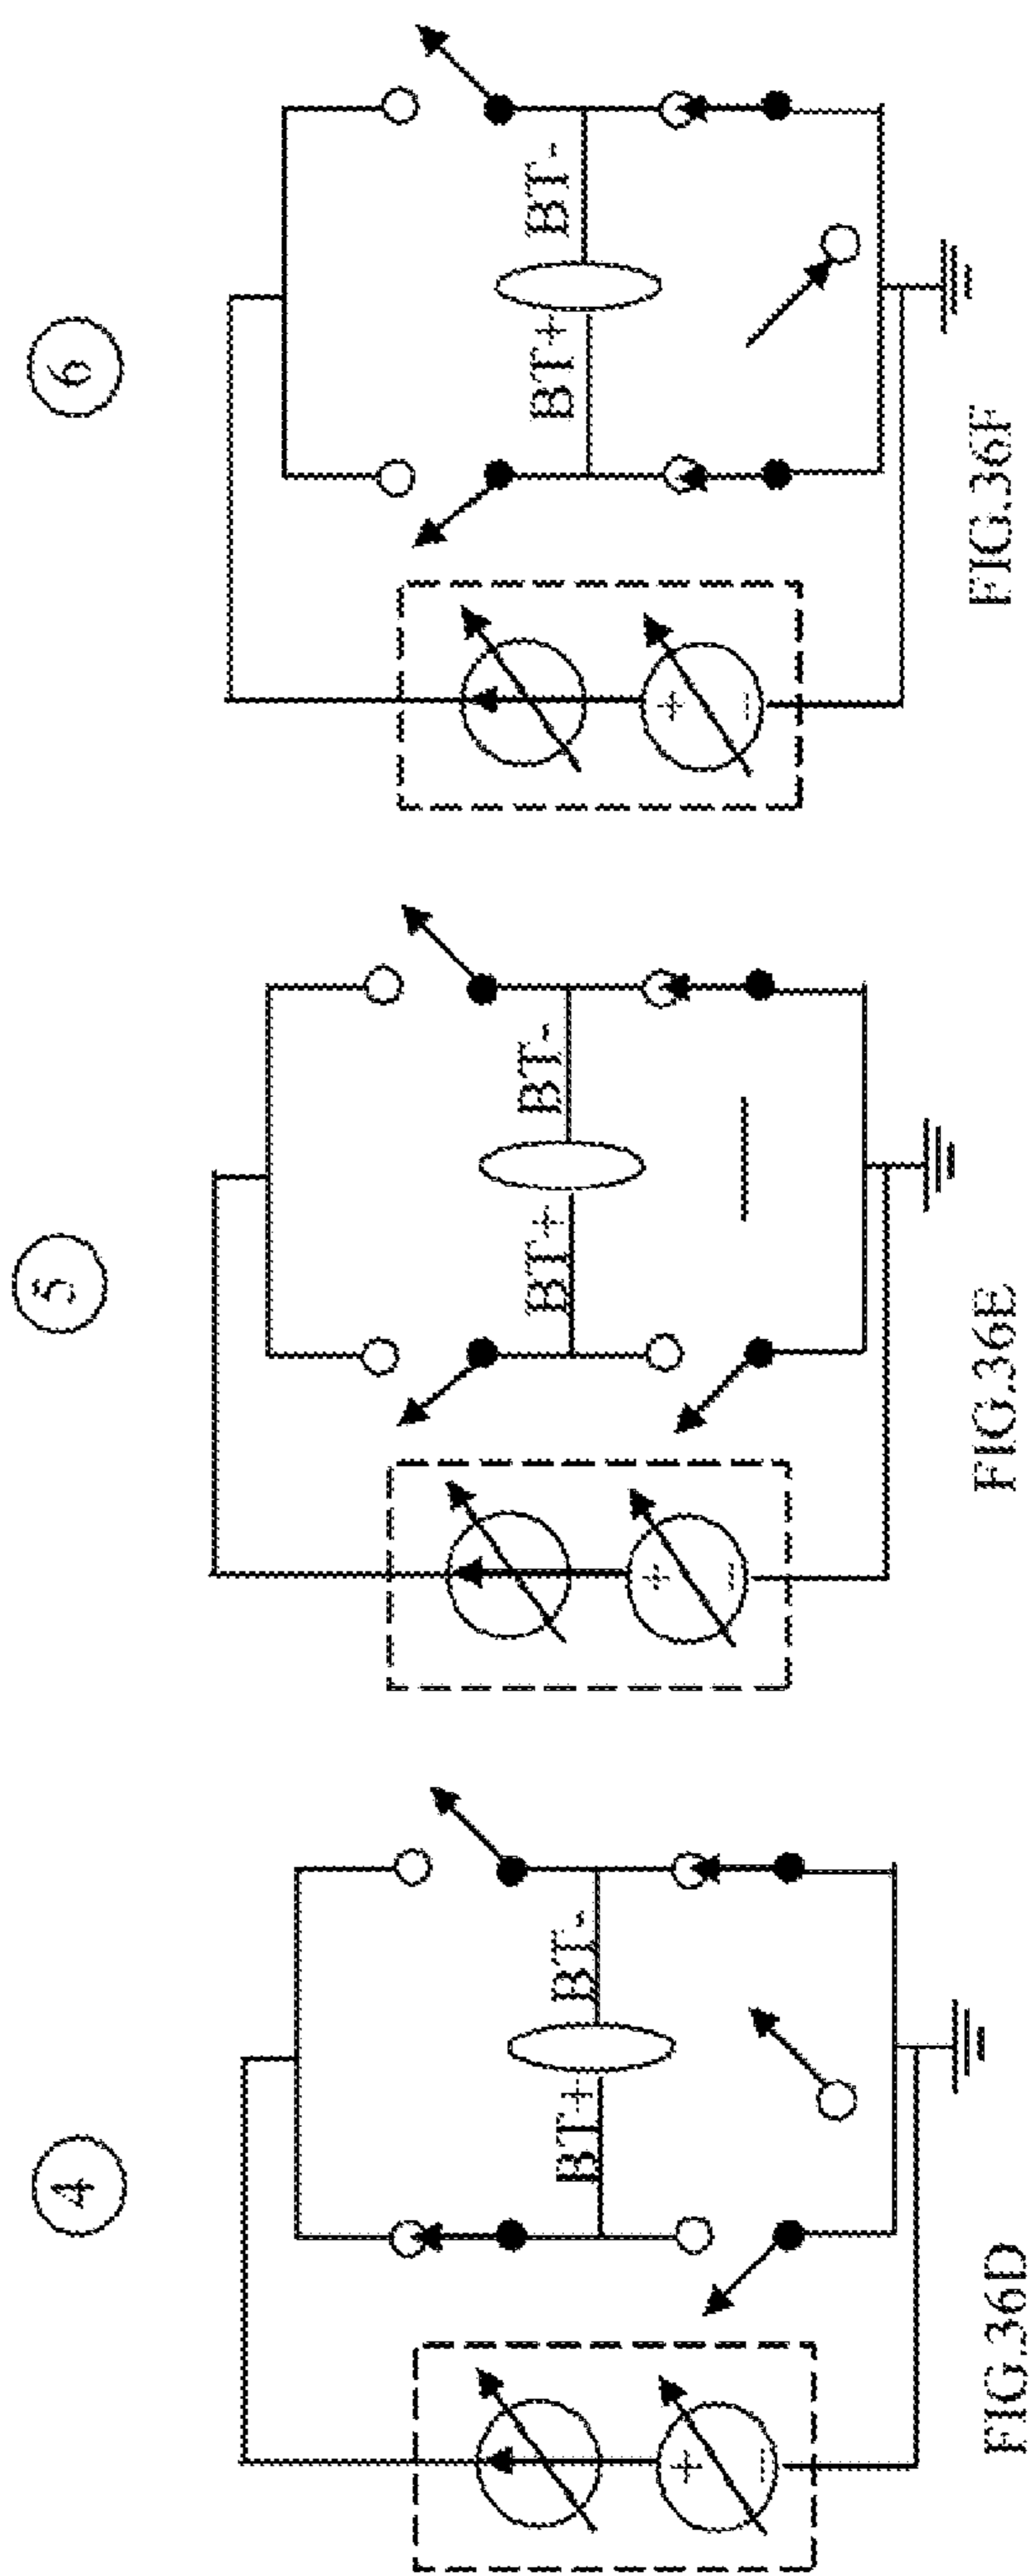 4
BT+ BT-
+
--
FIG.36D
5
BT+ BT-
+
--
FIG.36E
6
BT+ BT-
+
--
FIG.36F